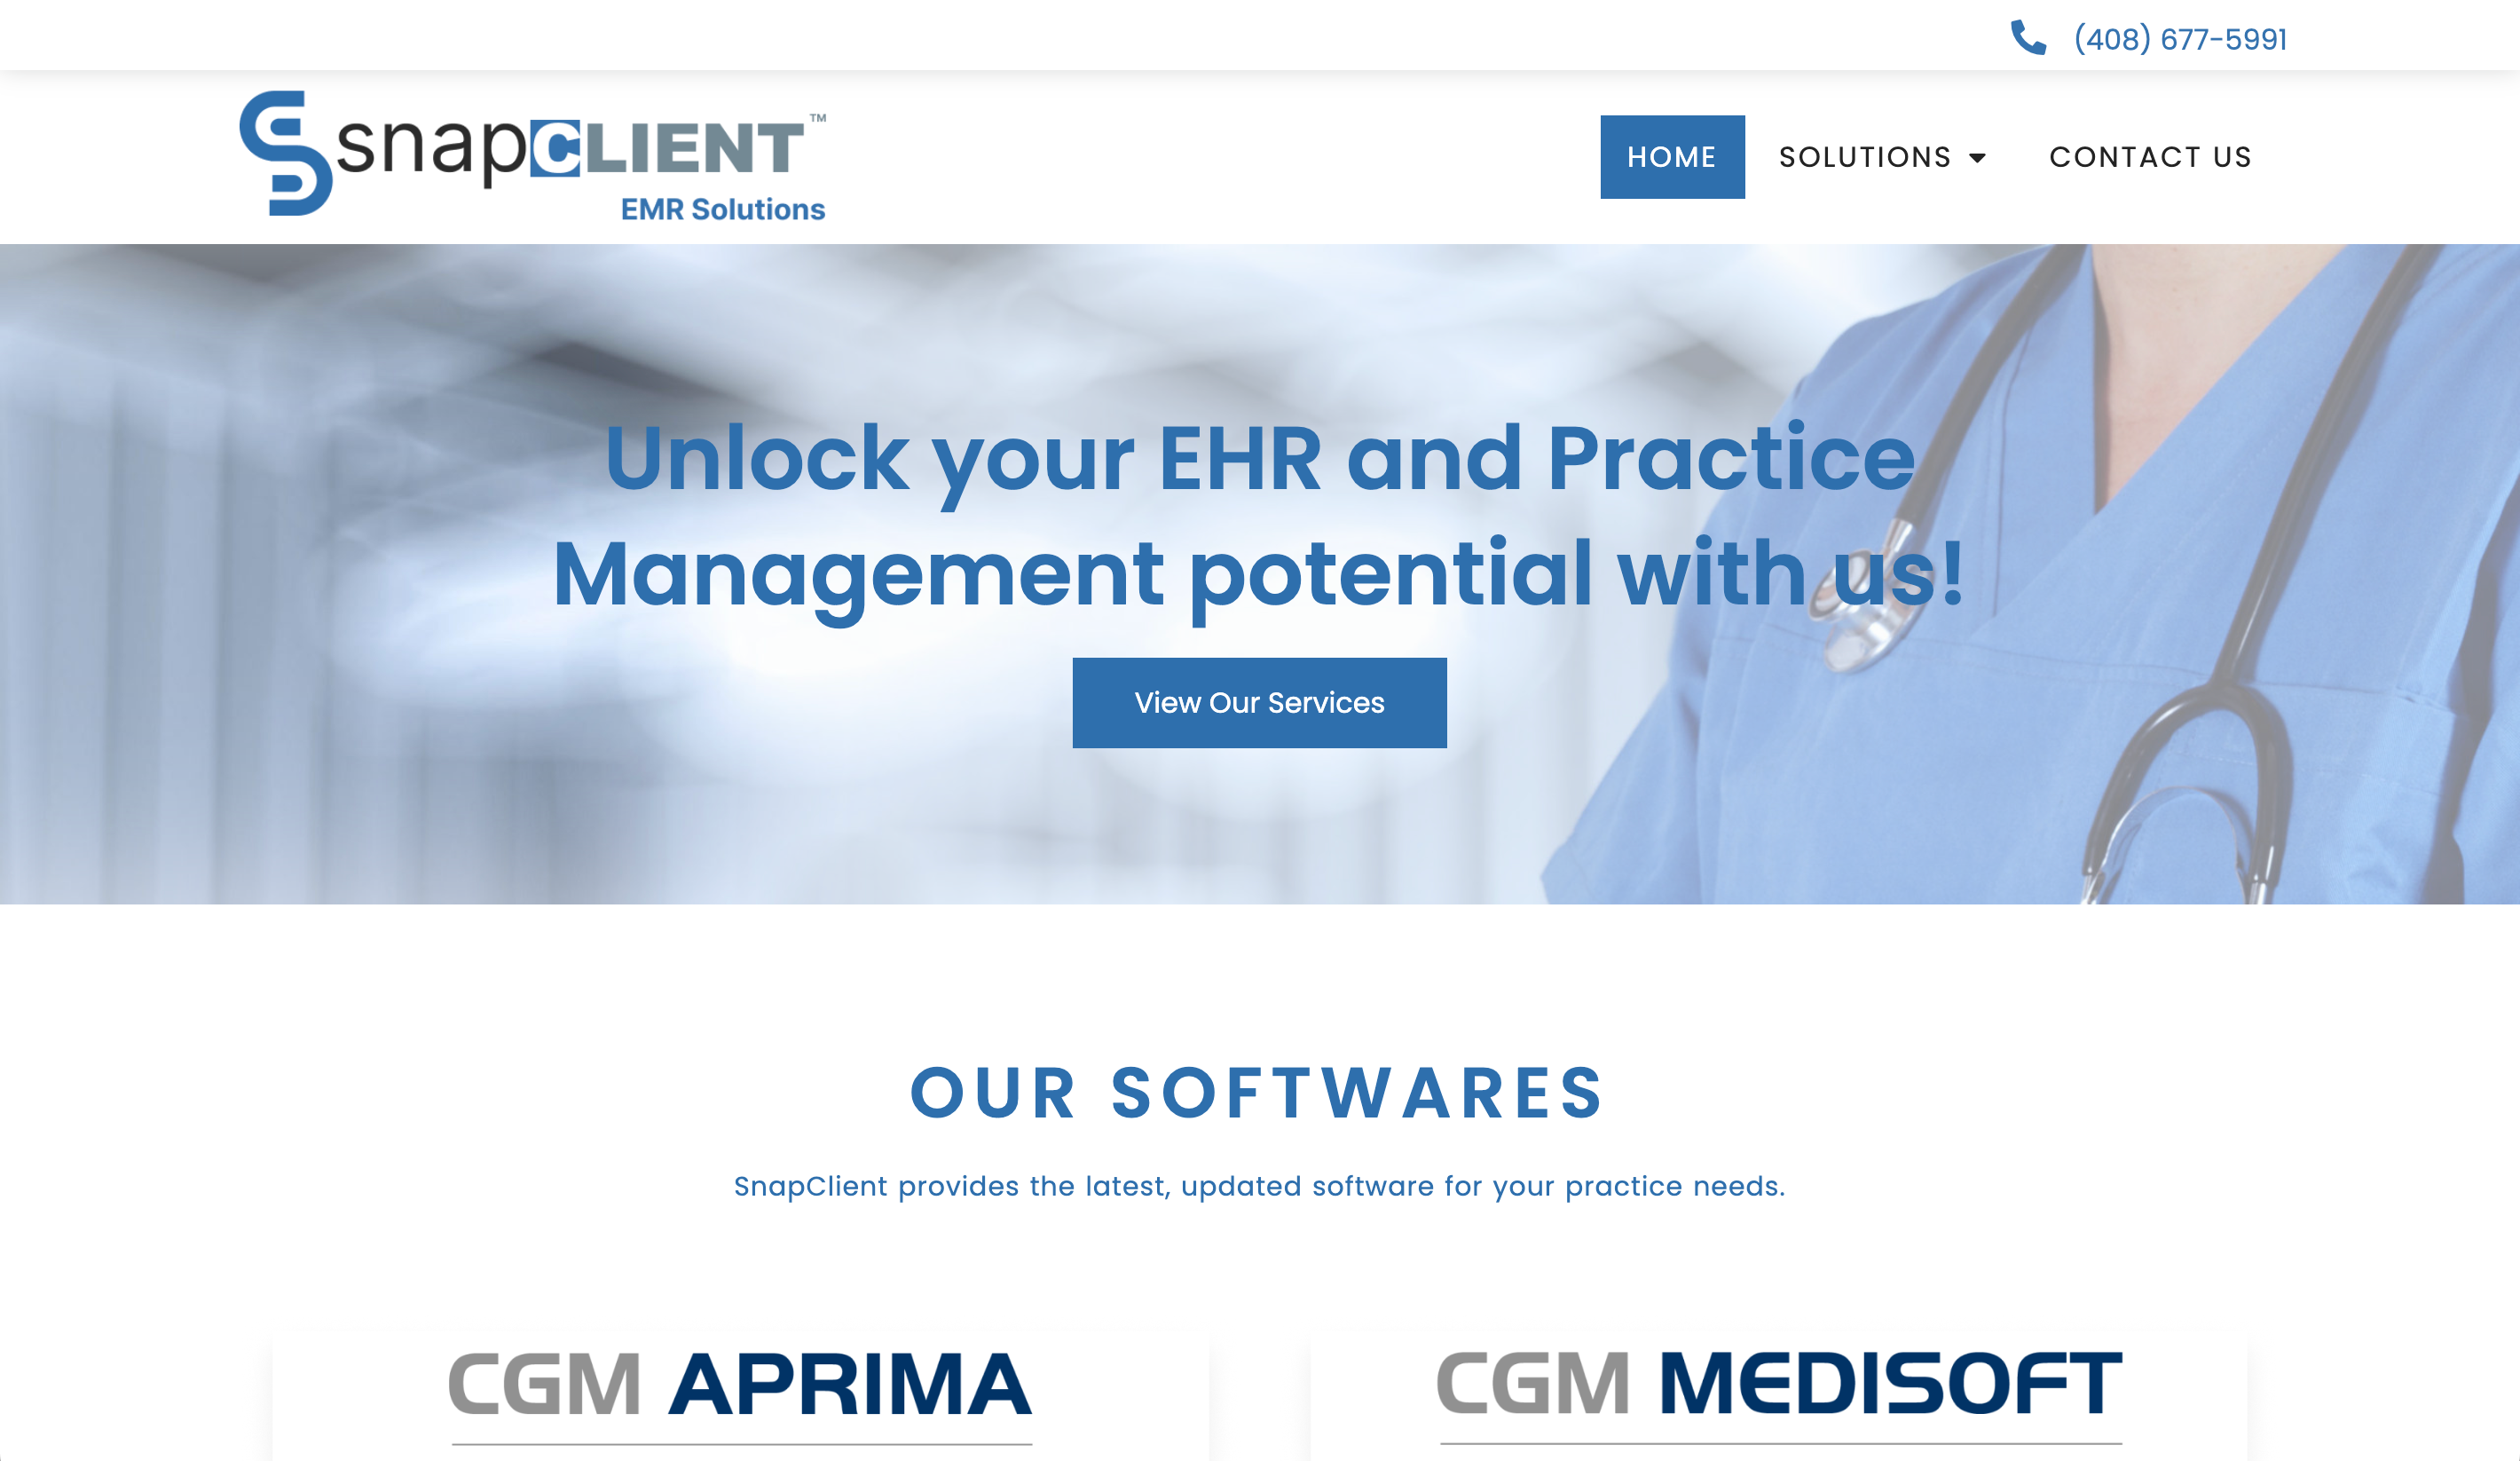 (408) 677-5991
snapCLIENT™
EMR Solutions
HOME SOLUTIONS CONTACT US
Unlock your EHR and Practice
Management potential with us!
View Our Services
OUR SOFTWARES
SnapClient provides the latest, updated software for your practice needs.
CGM APRIMA
CGM MEDISOFT